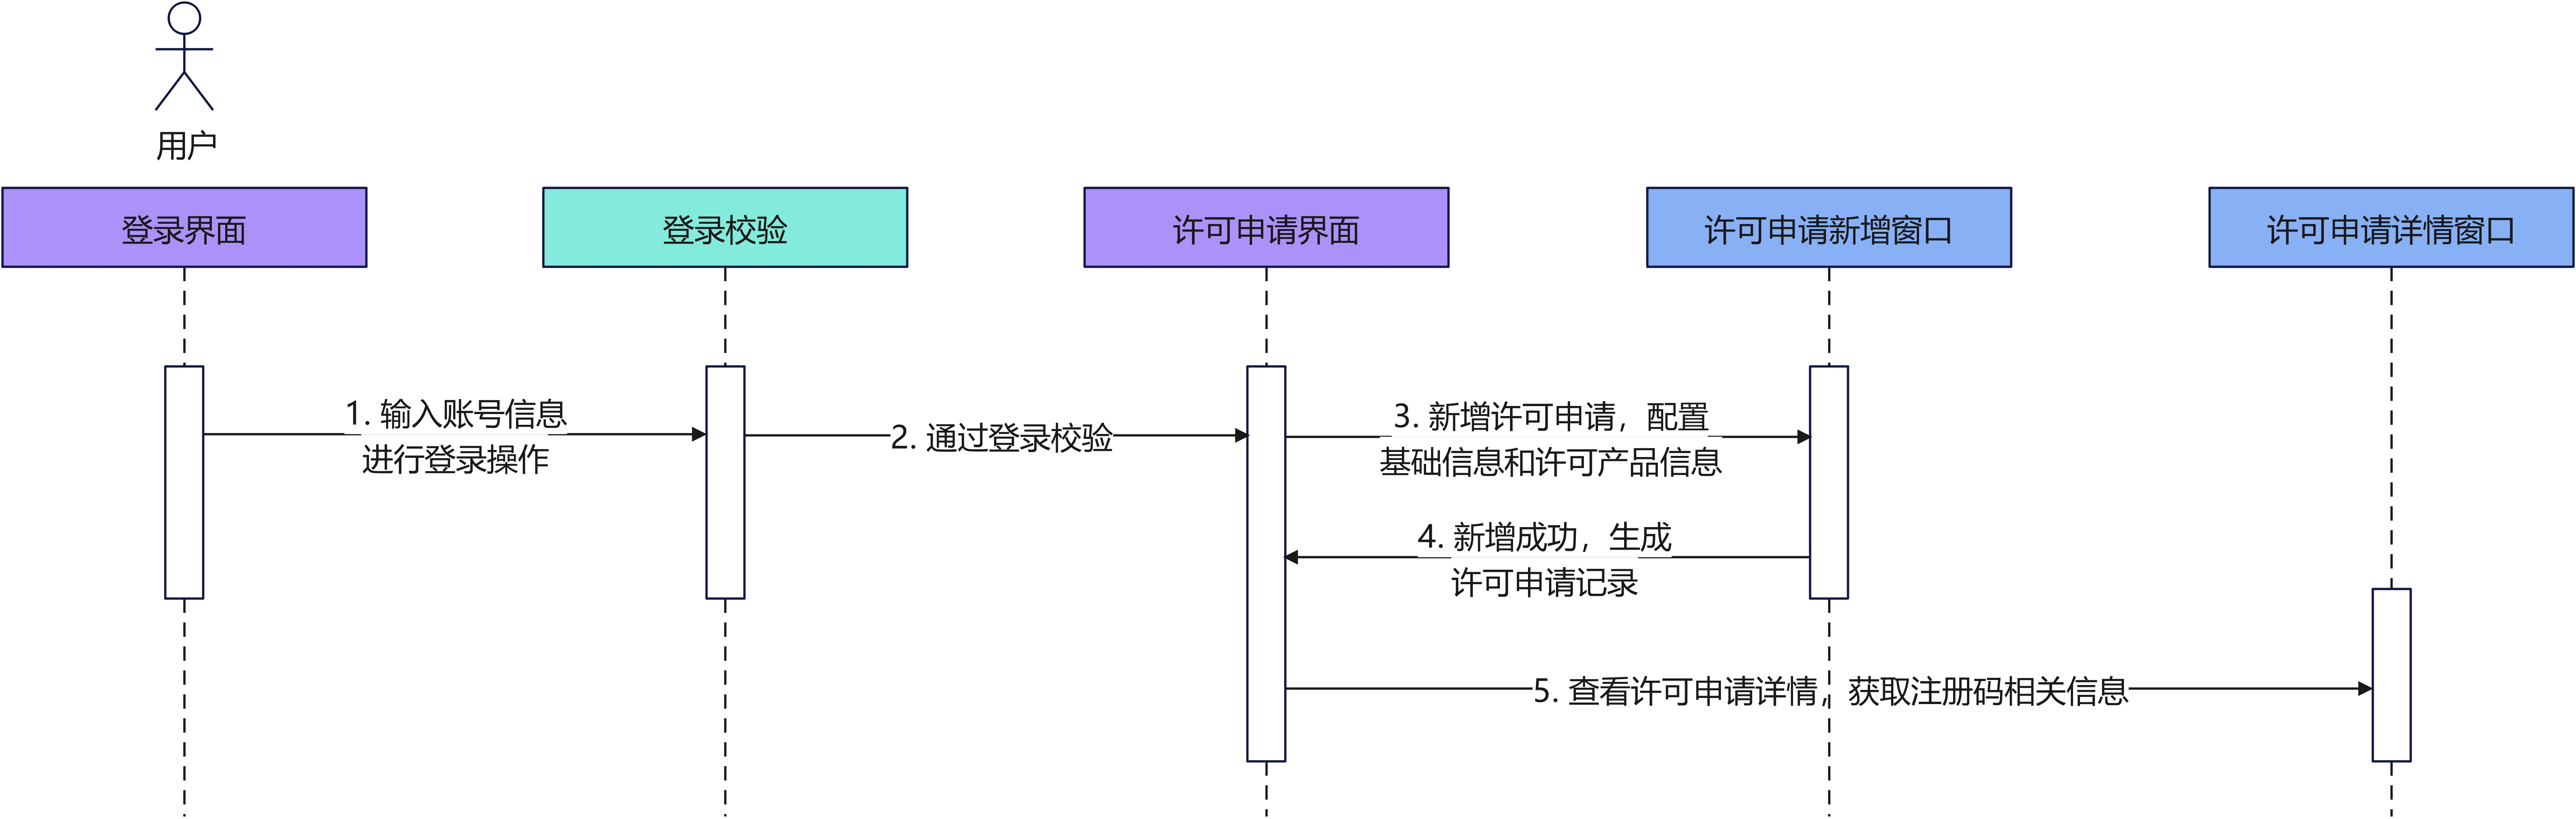 用户
登录界面
登录校验
许可申请界面
许可申请新增窗口
许可申请详情窗口
1. 输入账号信息
进行登录操作
2. 通过登录校验
3. 新增许可申请，配置
基础信息和许可产品信息
4. 新增成功，生成
许可申请记录
5. 查看许可申请详情，获取注册码相关信息